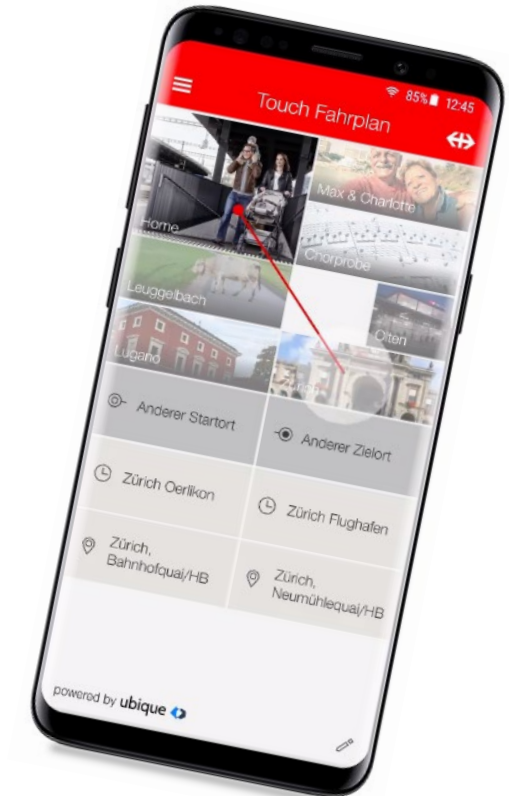 85% 12:45
Touch Fahrplan
Home
Max & Charlotte
Chorprobe
Leuggelbach
Olten
Lugano
Anderer Startort
Anderer Zielort
Zürich Oerlikon
Zürich Flughafen
Zürich,
Bahnhofquai/HB
Zürich,
Neumühlequai/HB
powered by ubique